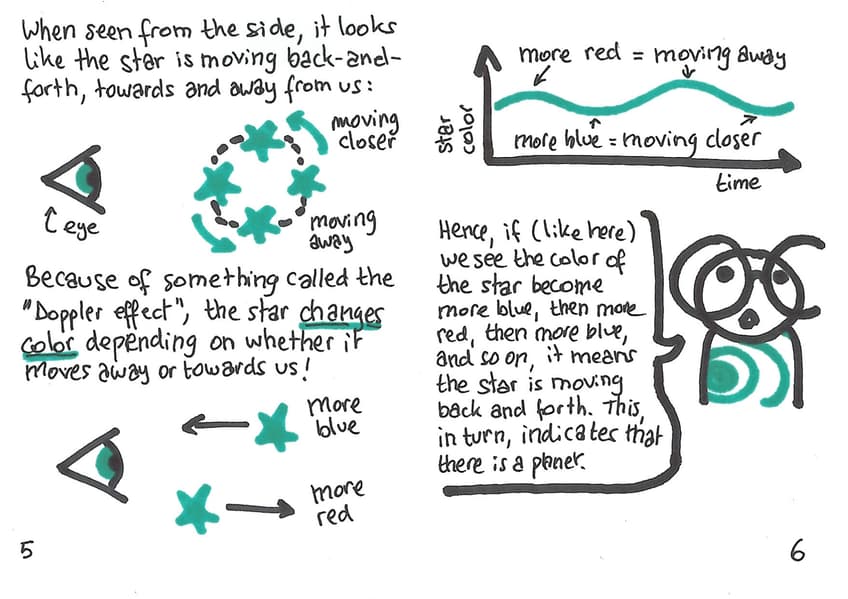 When seen from the side, it looks
like the star is moving back-and-
forth, towards and away from us:
moving
closer
↑ eye
moving
away
Because of something called the
"Doppler effect", the star changes
color depending on whether it
moves away or towards us!
more
blue
more
red
5
more red = moving away
star
color
more blue = moving closer
time
Hence, if (like here)
we see the color of
the star become
more blue, then more
red, then more blue,
and so on, it means
the star is moving
back and forth. This,
in turn, indicates that
there is a planet.
6